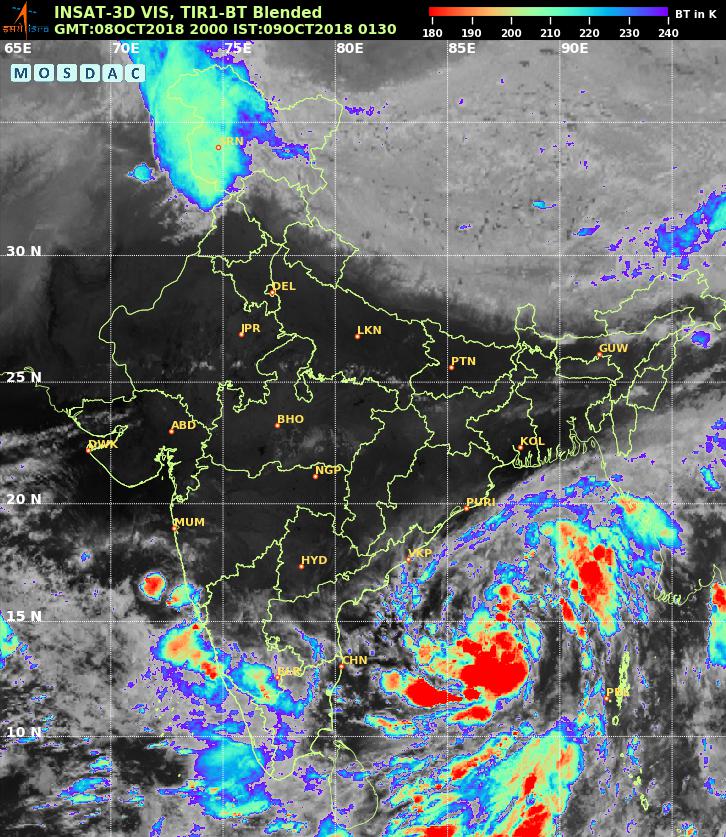 INSAT-3D VIS, TIR1-BT Blended
GMT:08OCT2018 2000 IST:09OCT2018 0130
BT in K
180 190 200 210 220 230 240
65E 70E 75E 80E 85E 90E
MOSDAC
30 N
DEL
JPR
LKN
GUW
PTN
25 N
BHO
ABD
KOL
DWK
NGP
20 N
PURI
MUM
VKP
HYD
15 N
CHN
10 N